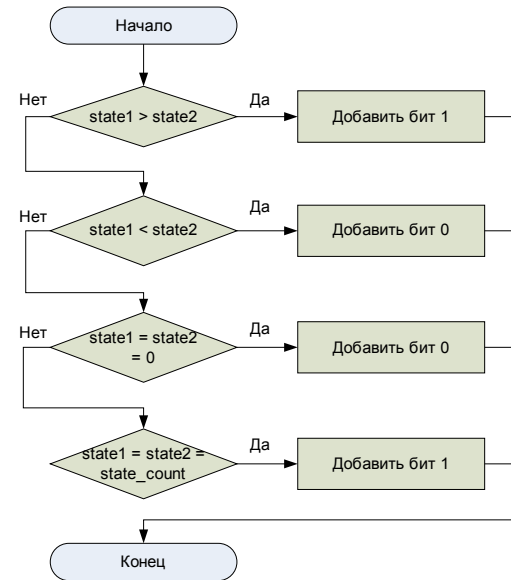 Начало
Нет
Да
state1 > state2
Добавить бит 1
Нет
Да
state1 < state2
Добавить бит 0
Нет
Да
state1 = state2
= 0
Добавить бит 0
Да
state1 = state2 =
state_count
Добавить бит 1
Конец